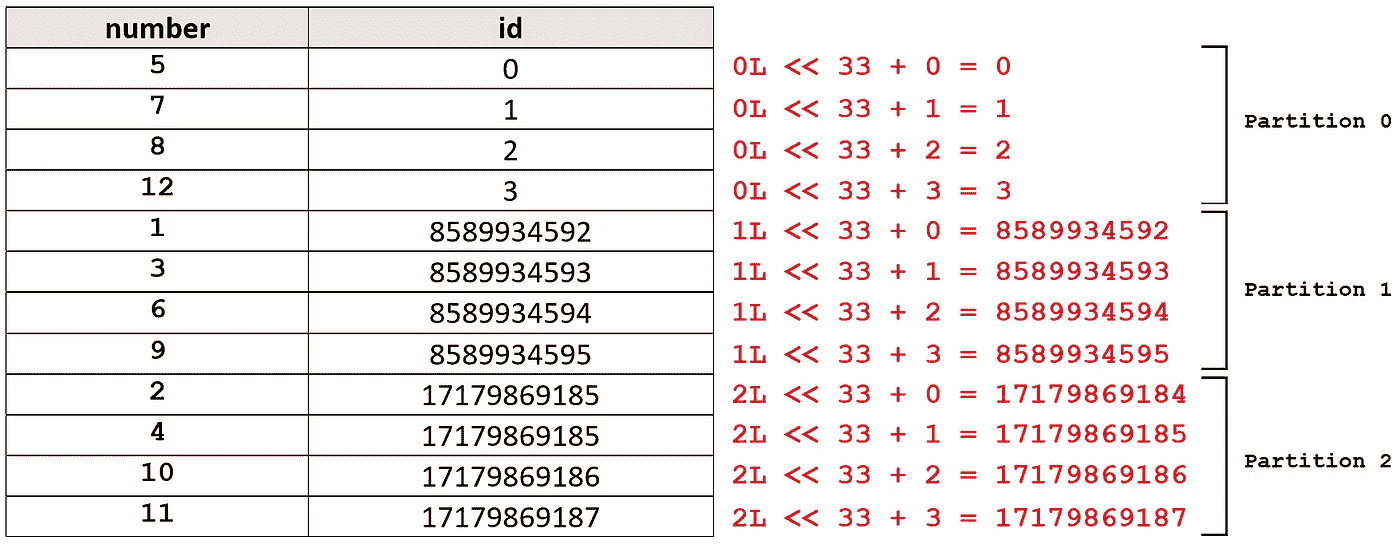 number id
5 0 0L << 33 + 0 = 0
7 1 0L << 33 + 1 = 1
Partition 0
8 2 0L << 33 + 2 = 2
12 3 0L << 33 + 3 = 3
1 8589934592 1L << 33 + 0 = 8589934592
3 8589934593 1L << 33 + 1 = 8589934593
Partition 1
6 8589934594 1L << 33 + 2 = 8589934594
9 8589934595 1L << 33 + 3 = 8589934595
2 17179869185 2L << 33 + 0 = 17179869184
4 17179869185 2L << 33 + 1 = 17179869185
Partition 2
10 17179869186 2L << 33 + 2 = 17179869186
11 17179869187 2L << 33 + 3 = 17179869187